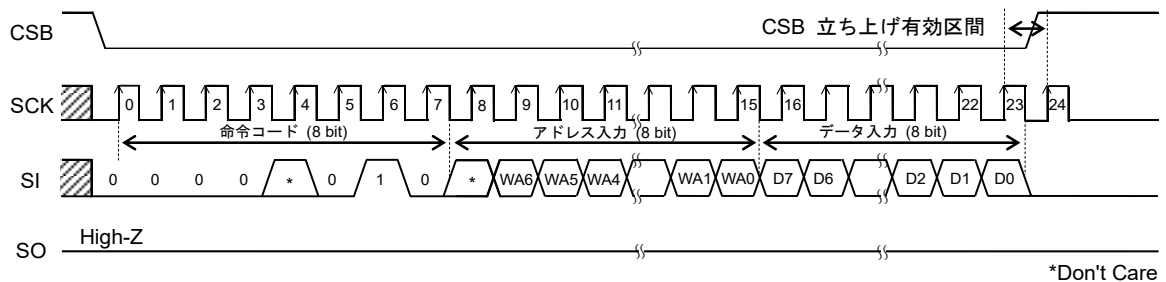 CSB
CSB 立ち上げ有効区間
SCK
0 1 2 3 4 5 6 7 8 9 10 11 15 16 22 23 24
命令コード (8 bit) アドレス入力 (8 bit) データ入力 (8 bit)
SI
0 0 0 0 * 0 1 0 * WA6 WA5 WA4 WA1 WA0 D7 D6 D2 D1 D0
High-Z
SO
*Don't Care